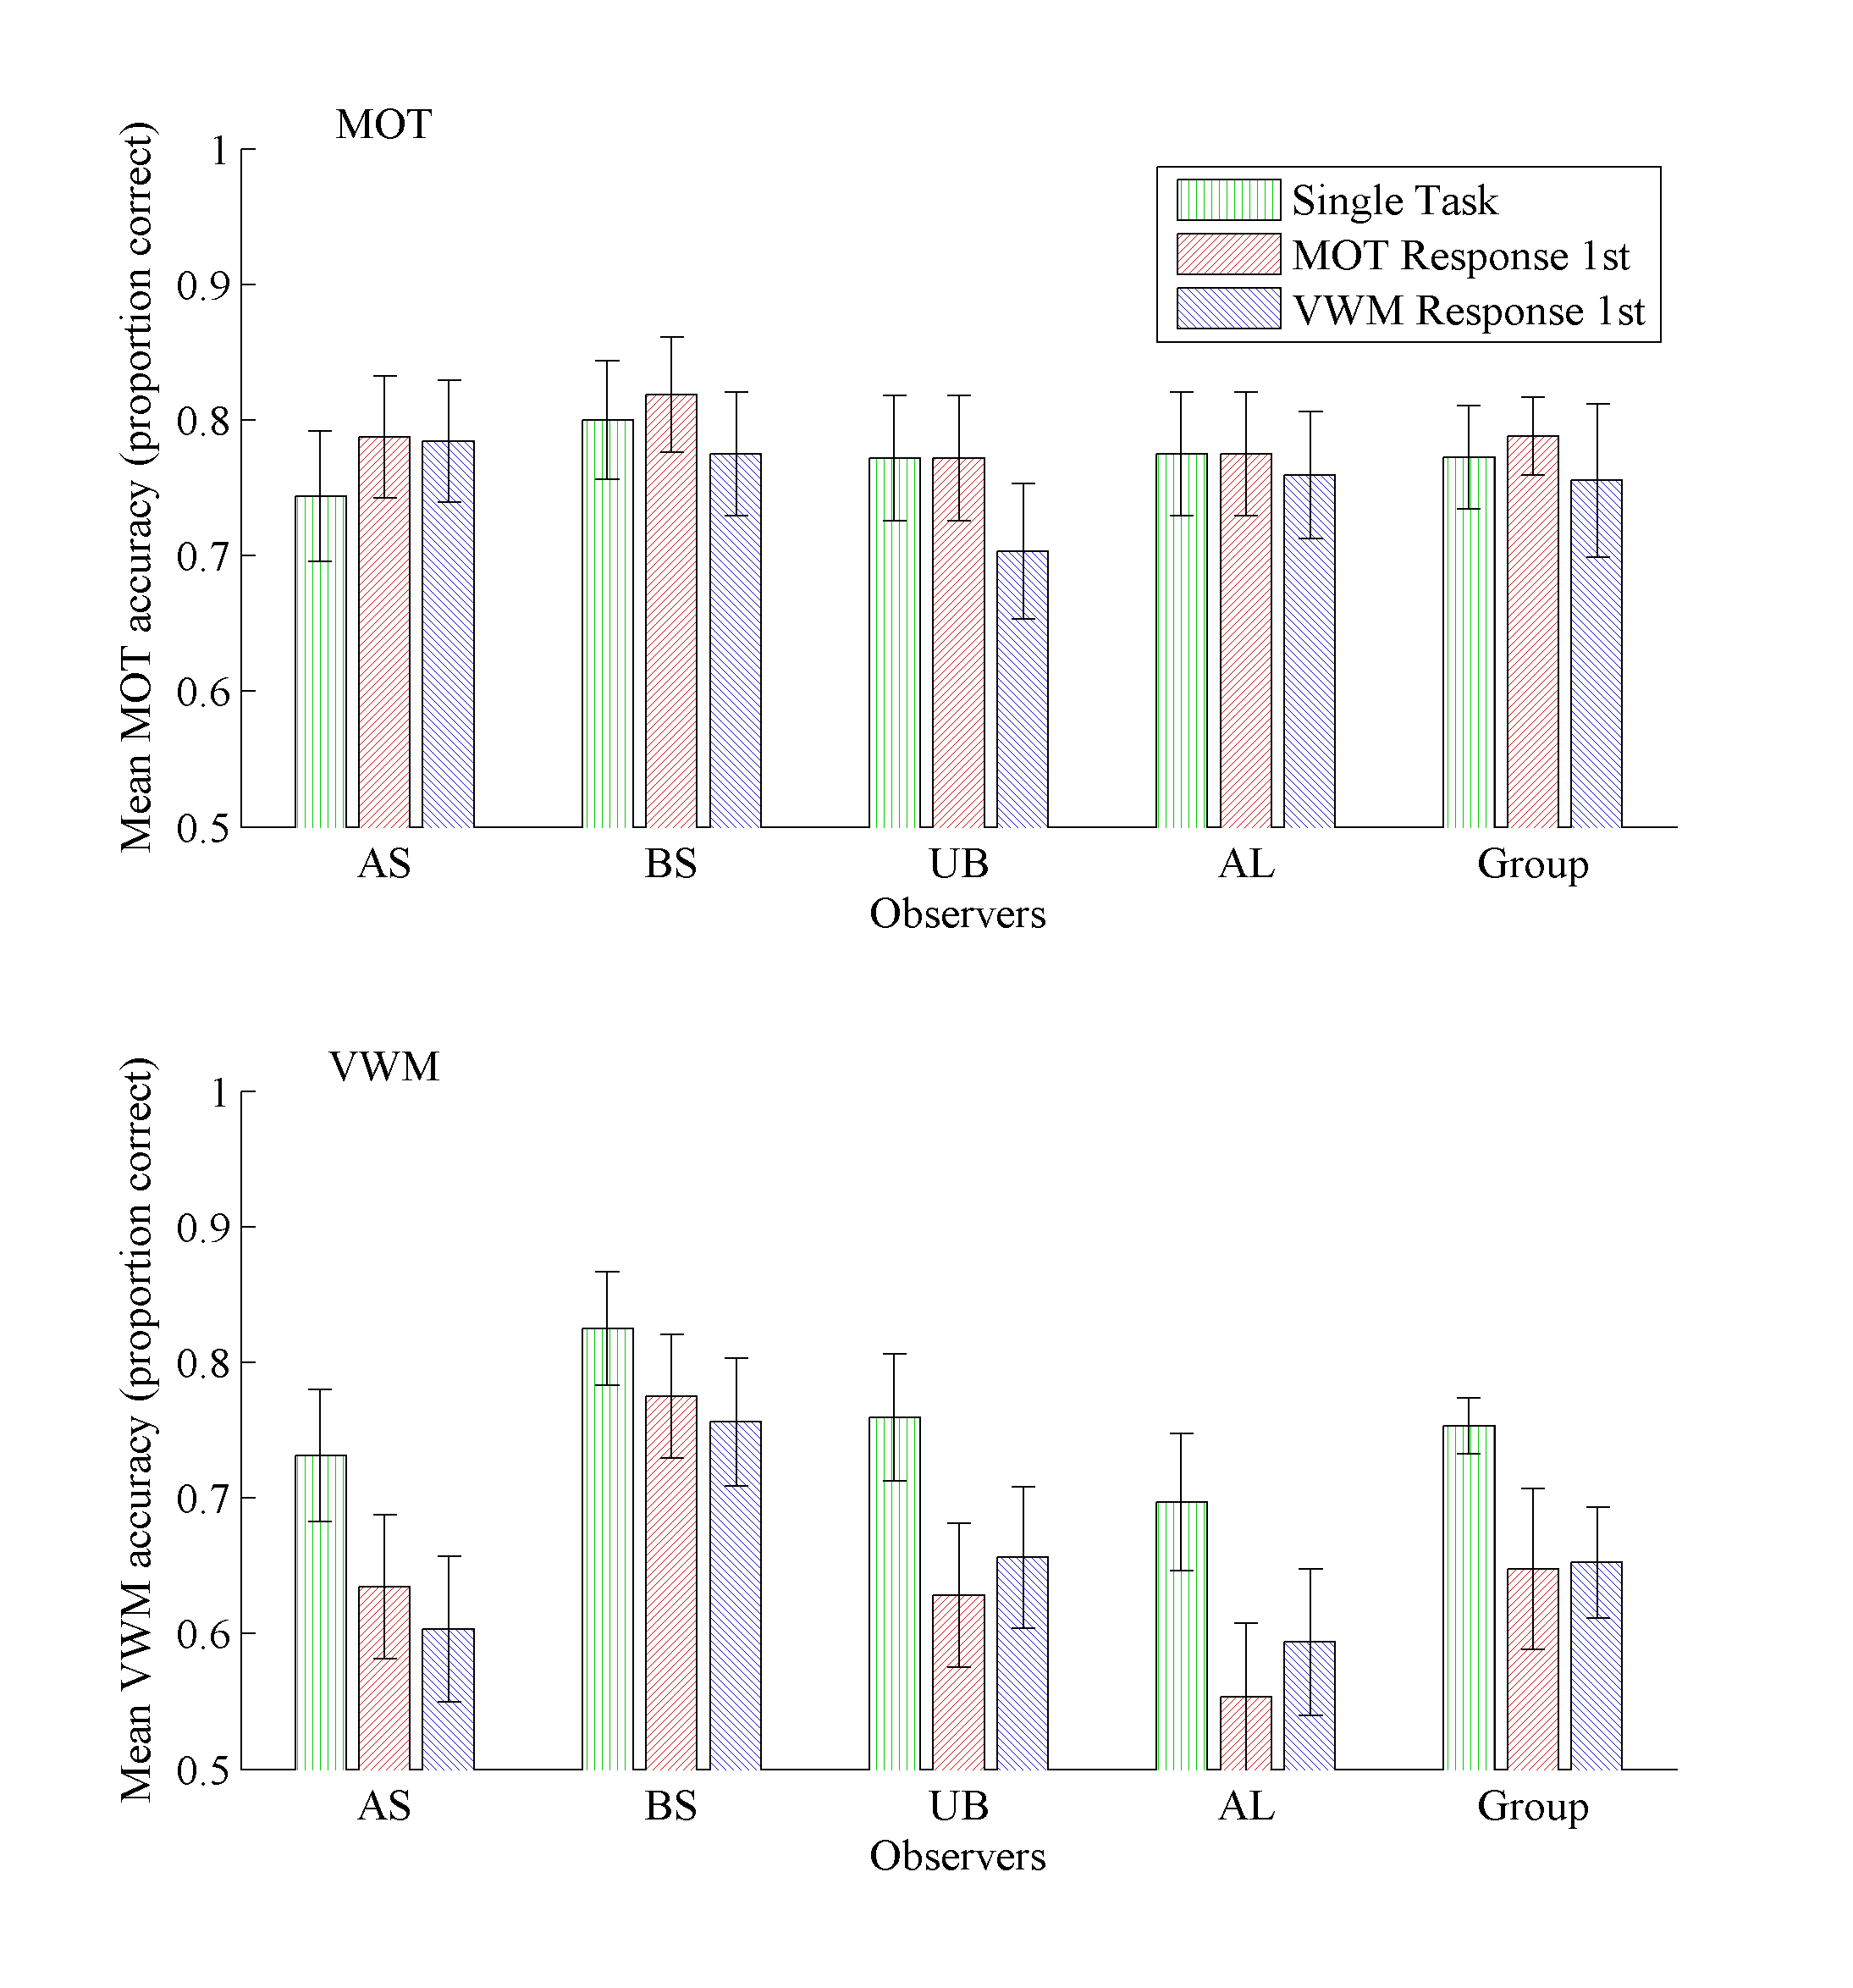 MOT
Mean MOT accuracy (proportion correct)
1
0.9
0.8
0.7
0.6
0.5
Single Task
MOT Response 1st
VWM Response 1st
AS BS UB AL Group
Observers
VWM
Mean VWM accuracy (proportion correct)
1
0.9
0.8
0.7
0.6
0.5
AS BS UB AL Group
Observers